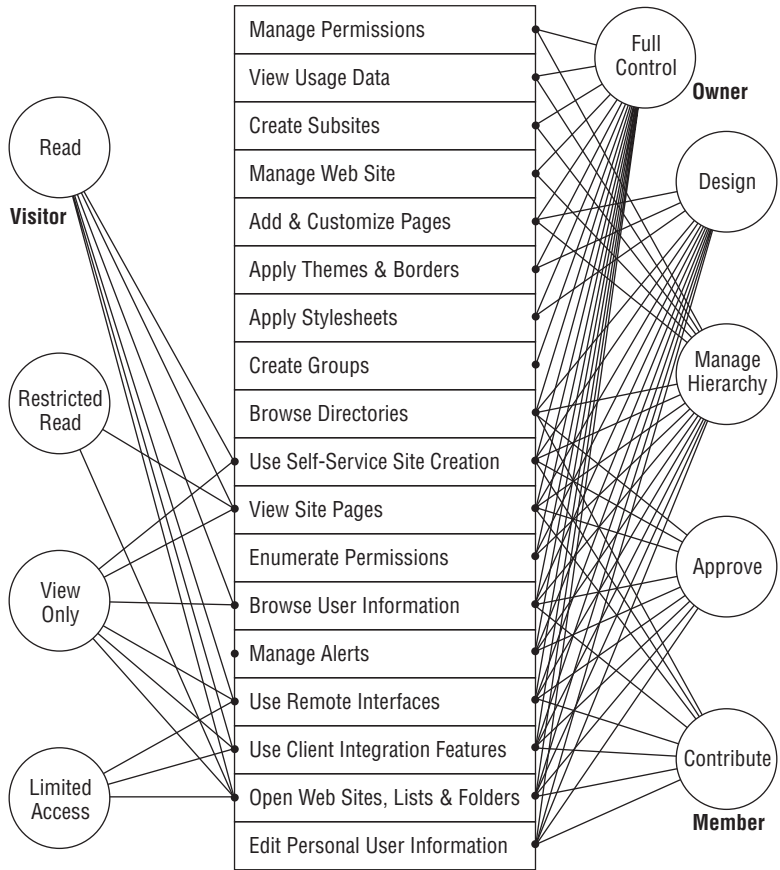 Read
Visitor
Restricted
Read
View
Only
Limited
Access
Manage Permissions
View Usage Data
Create Subsites
Manage Web Site
Add & Customize Pages
Apply Themes & Borders
Apply Stylesheets
Create Groups
Browse Directories
Use Self-Service Site Creation
View Site Pages
Enumerate Permissions
Browse User Information
Manage Alerts
Use Remote Interfaces
Use Client Integration Features
Open Web Sites, Lists & Folders
Edit Personal User Information
Full
Control
Owner
Design
Manage
Hierarchy
Approve
Contribute
Member